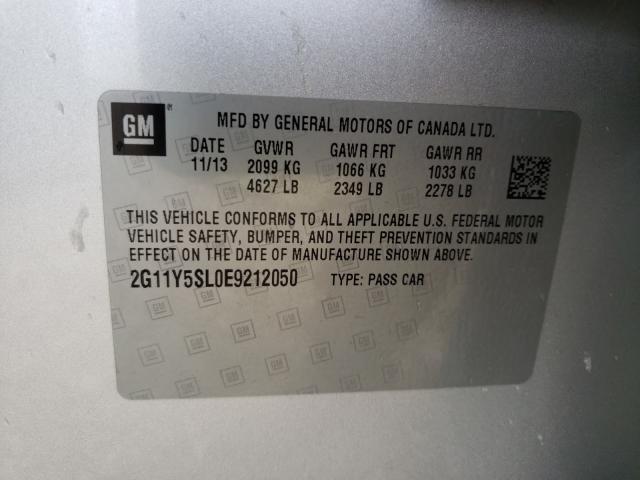 GM
MFD BY GENERAL MOTORS OF CANADA LTD.
DATE GVWR GAWR FRT GAWR RR
11/13 2099 KG 1066 KG 1033 KG
4627 LB 2349 LB 2278 LB
THIS VEHICLE CONFORMS TO ALL APPLICABLE U.S. FEDERAL MOTOR
VEHICLE SAFETY, BUMPER, AND THEFT PREVENTION STANDARDS IN
EFFECT ON THE DATE OF MANUFACTURE SHOWN ABOVE.
2G11Y5SL0E9212050 TYPE: PASS CAR